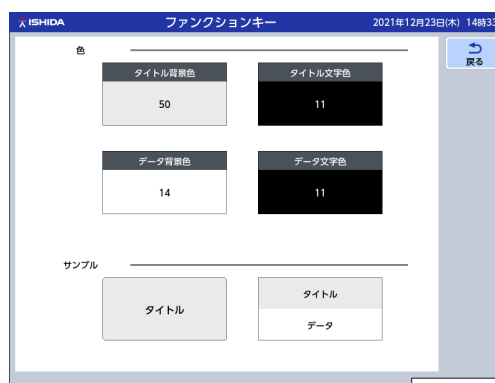 ISHIDA ファンクションキー 2021年12月23日(木) 14時33
戻る
色
タイトル背景色 タイトル文字色
50 11
データ背景色 データ文字色
14 11
サンプル
タイトル
タイトル
データ